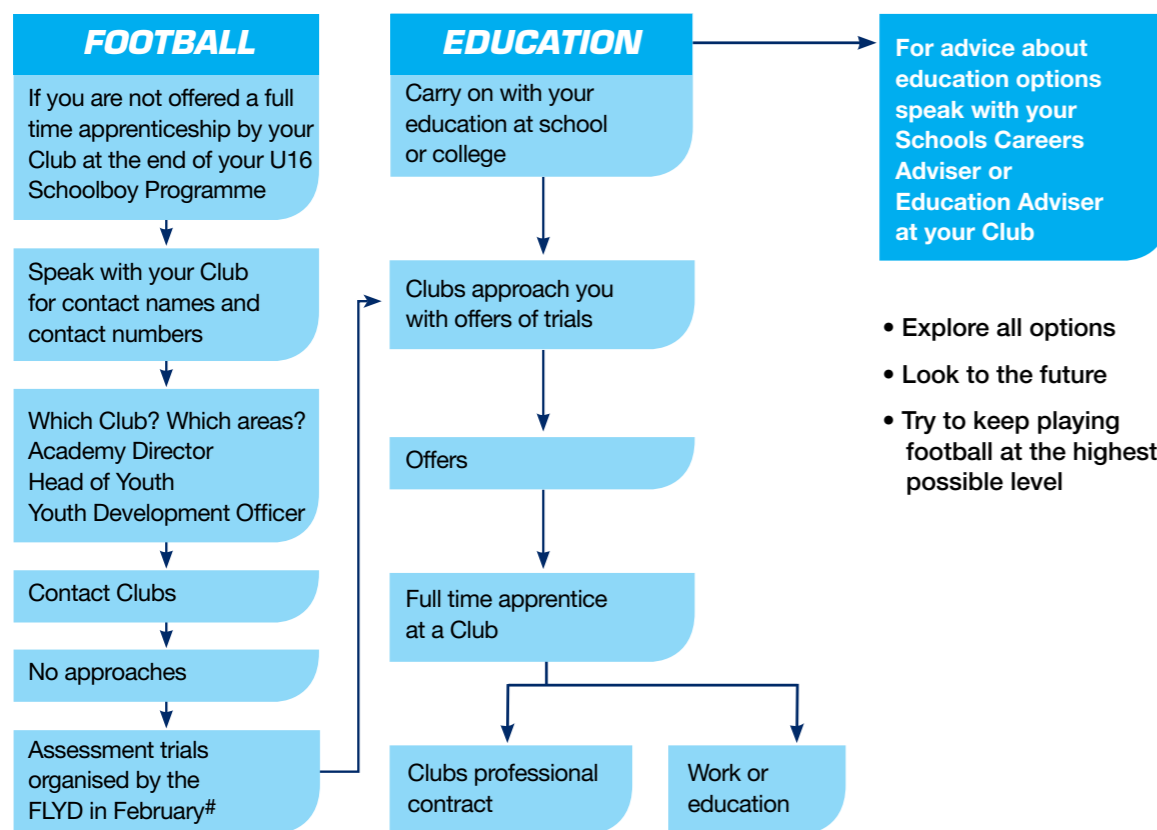 FOOTBALL
If you are not offered a full
time apprenticeship by your
Club at the end of your U16
Schoolboy Programme
Speak with your Club
for contact names and
contact numbers
Which Club? Which areas?
Academy Director
Head of Youth
Youth Development Officer
Contact Clubs
No approaches
Assessment trials
organised by the
FLYD in February#
EDUCATION
Carry on with your
education at school
or college
Clubs approach you
with offers of trials
Offers
Full time apprentice
at a Club
Clubs professional
contract
Work or
education
For advice about
education options
speak with your
Schools Careers
Adviser or
Education Adviser
at your Club
• Explore all options
• Look to the future
• Try to keep playing
football at the highest
possible level